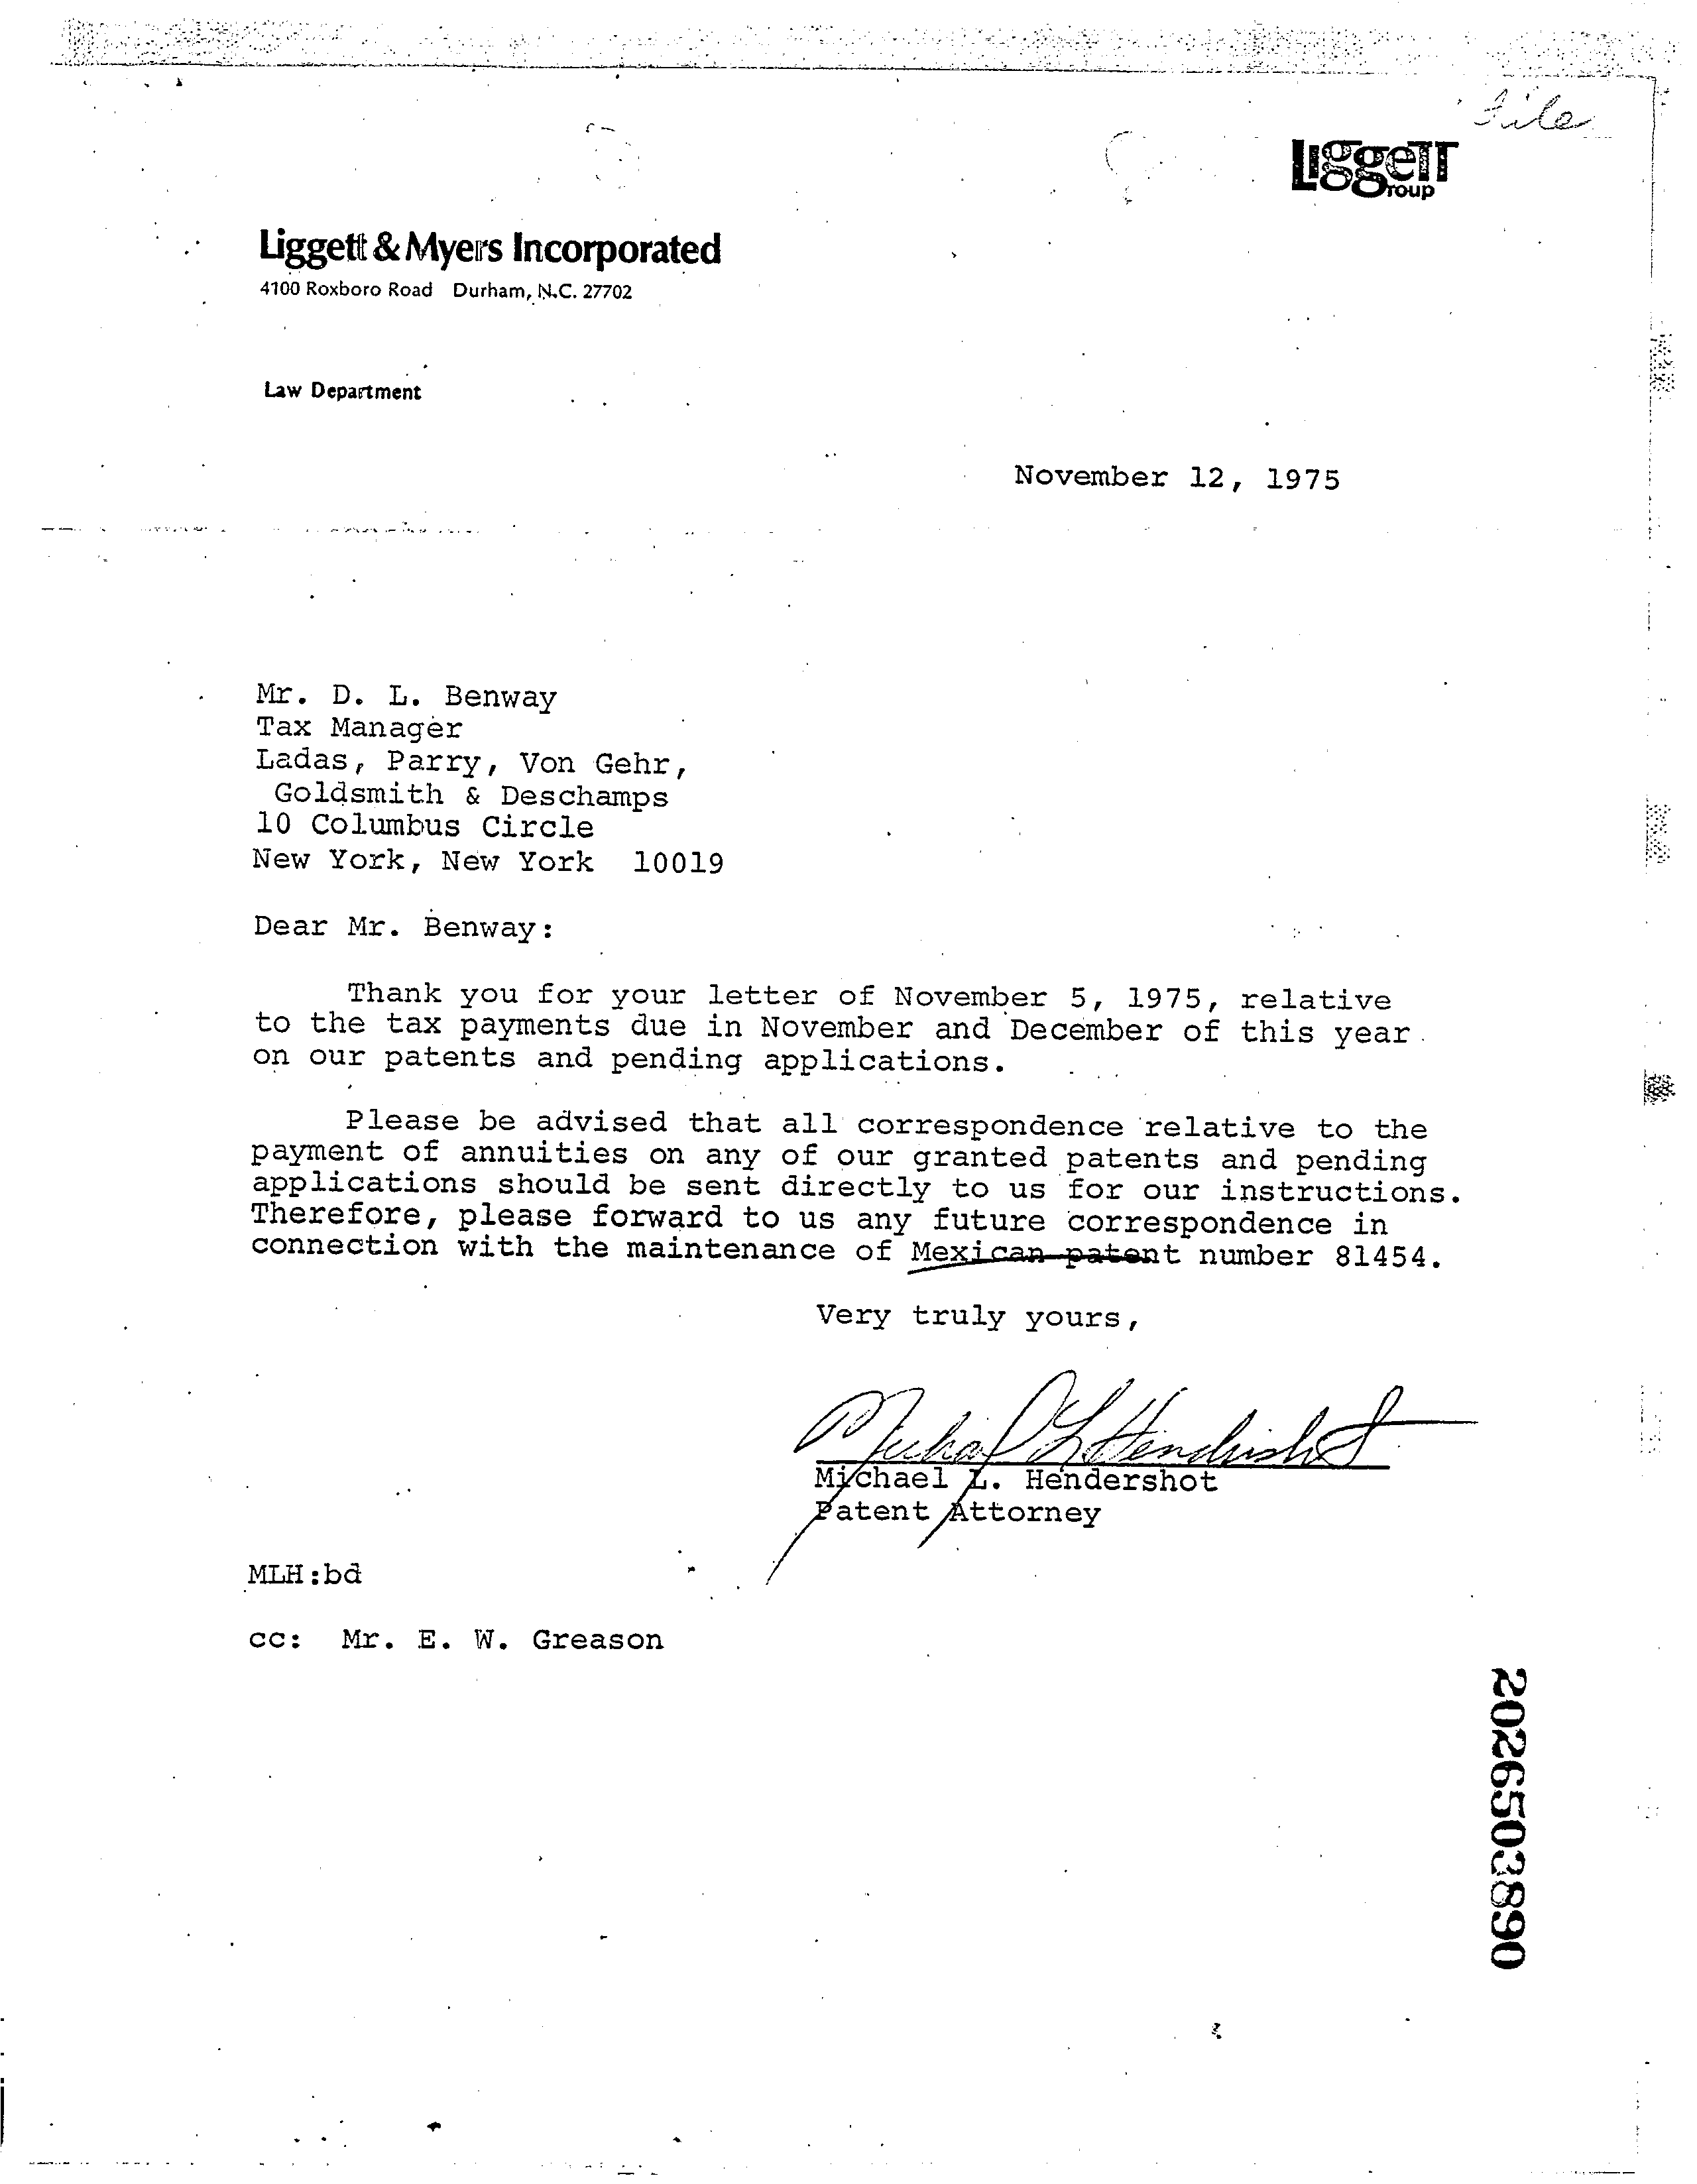 File
Liggett
Group
Liggett & Myers Incorporated
4100 Roxboro Road Durham, N.C. 27702
Law Department
November 12, 1975
Mr. D. L. Benway
Tax Manager
Ladas, Parry, Von Gehr,
Goldsmith & Deschamps
10 Columbus Circle
New York, New York 10019
Dear Mr. Benway:
Thank you for your letter of November 5, 1975, relative
to the tax payments due in November and December of this year
on our patents and pending applications.
Please be advised that all correspondence relative to the
payment of annuities on any of our granted patents and pending
applications should be sent directly to us for our instructions.
Therefore, please forward to us any future correspondence in
connection with the maintenance of Mexican patent number 81454.
Very truly yours,
Michael L Hendershot
Michael L. Hendershot
Patent Attorney
MLH:bd
cc: Mr. E. W. Greason
2026503890